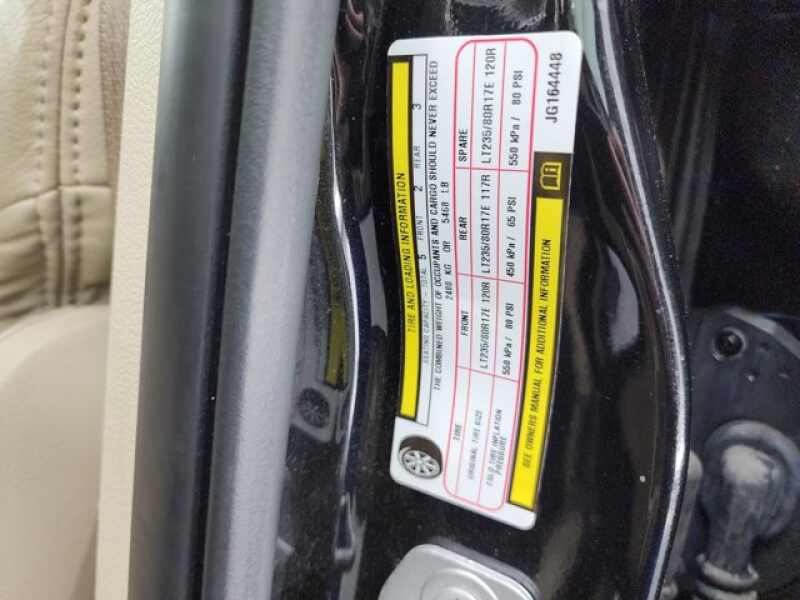 TIRE AND LOADING INFORMATION
SEATING CAPACITY - TOTAL 5 FRONT 2 REAR 3
THE COMBINED WEIGHT OF OCCUPANTS AND CARGO SHOULD NEVER EXCEED
2480 KG OR 5468 LB
TIRE FRONT REAR SPARE
ORIGINAL TIRE SIZE LT235/80R17E 120R LT235/80R17E 117R LT235/80R17E 120R
COLD TIRE INFLATION PRESSURE 550 kPa / 80 PSI 450 kPa / 65 PSI 550 kPa / 80 PSI
SEE OWNERS MANUAL FOR ADDITIONAL INFORMATION
JG164448